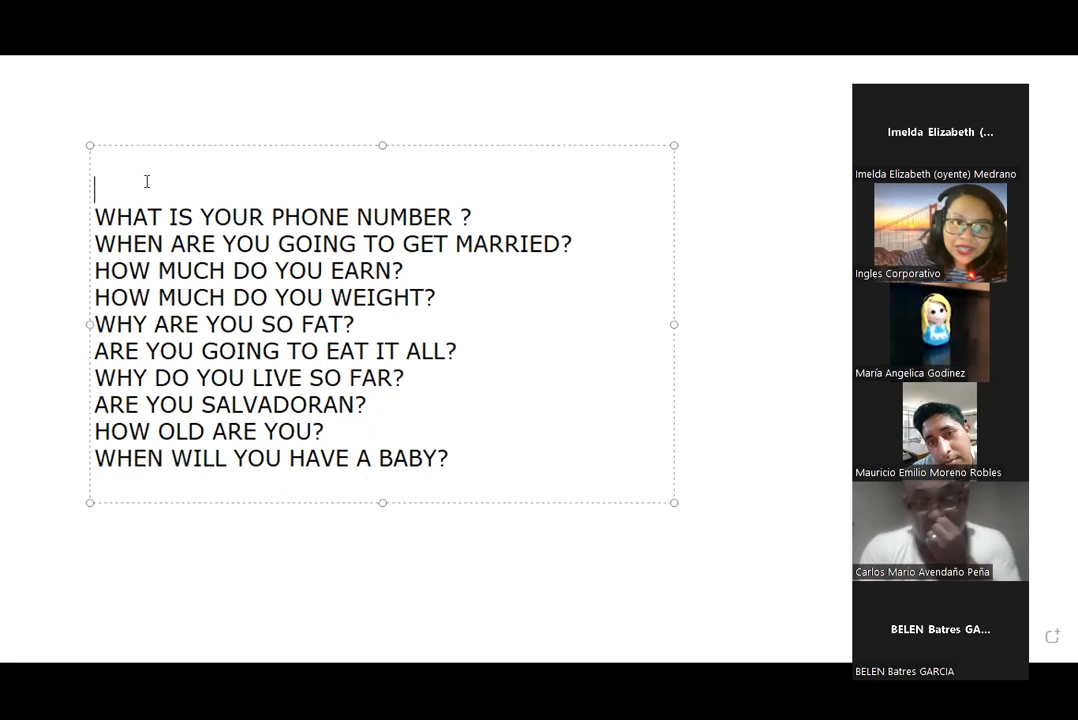 WHAT IS YOUR PHONE NUMBER ?
WHEN ARE YOU GOING TO GET MARRIED?
HOW MUCH DO YOU EARN?
HOW MUCH DO YOU WEIGHT?
WHY ARE YOU SO FAT?
ARE YOU GOING TO EAT IT ALL?
WHY DO YOU LIVE SO FAR?
ARE YOU SALVADORAN?
HOW OLD ARE YOU?
WHEN WILL YOU HAVE A BABY?
Imelda Elizabeth (...
Imelda Elizabeth (oyente) Medrano
Ingles Corporativo
María Angelica Godinez
Mauricio Emilio Moreno Robles
Carlos Mario Avendaño Peña
BELEN Batres GA...
BELEN Batres GARCIA